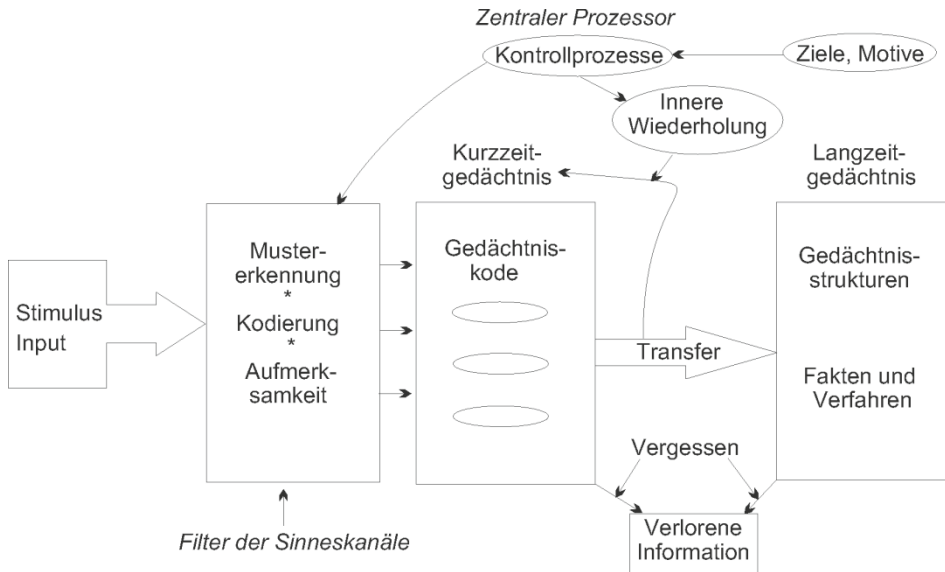 Zentraler Prozessor
Kontrollprozesse
Ziele, Motive
Innere
Wiederholung
Kurzzeit-
gedächtnis
Langzeit-
gedächtnis
Stimulus
Input
Muster-
erkennung
*
Kodierung
*
Aufmerk-
samkeit
Gedächtnis-
kode
Transfer
Gedächtnis-
strukturen
Fakten und
Verfahren
Vergessen
Verlorene
Information
Filter der Sinneskanäle